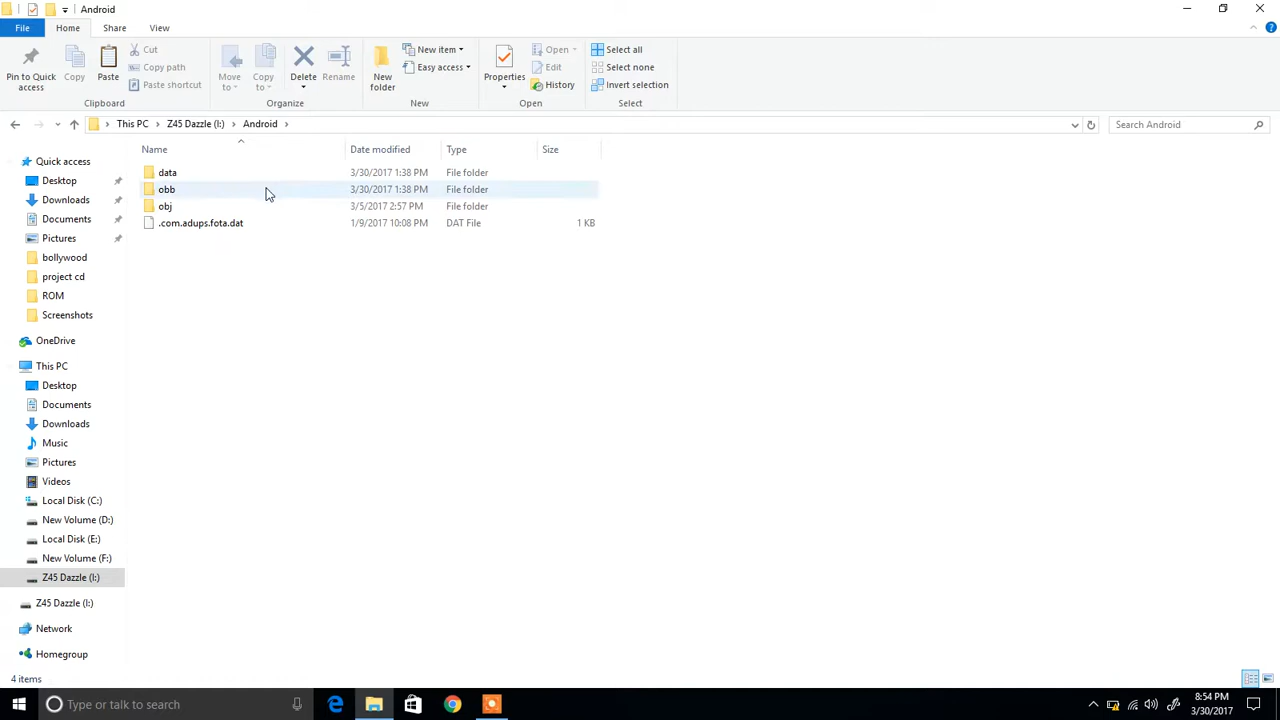 Android
File Home Share View
Pin to Quick access
Copy
Paste
Cut
Copy path
Paste shortcut
Clipboard
Move to
Copy to
Delete
Rename
Organize
New folder
New item
Easy access
New
Properties
Open
Edit
History
Open
Select all
Select none
Invert selection
Select
This PC Z45 Dazzle (I:) Android
Search Android
Name Date modified Type Size
data 3/30/2017 1:38 PM File folder
obb 3/30/2017 1:38 PM File folder
obj 3/5/2017 2:57 PM File folder
.com.adups.fota.dat 1/9/2017 10:08 PM DAT File 1 KB
Quick access
Desktop
Downloads
Documents
Pictures
bollywood
project cd
ROM
Screenshots
OneDrive
This PC
Desktop
Documents
Downloads
Music
Pictures
Videos
Local Disk (C:)
New Volume (D:)
Local Disk (E:)
New Volume (F:)
Z45 Dazzle (I:)
Z45 Dazzle (I:)
Network
Homegroup
4 items
Type or talk to search
8:54 PM
3/30/2017